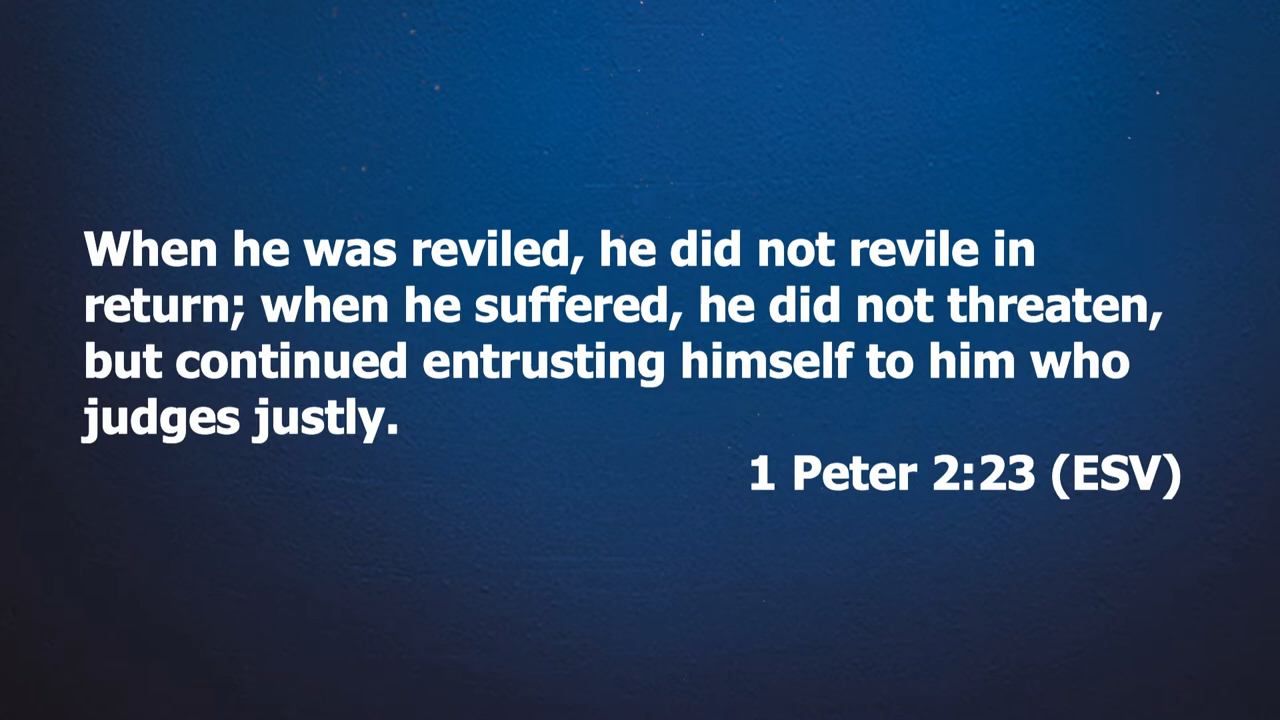 When he was reviled, he did not revile in
return; when he suffered, he did not threaten,
but continued entrusting himself to him who
judges justly.
1 Peter 2:23 (ESV)